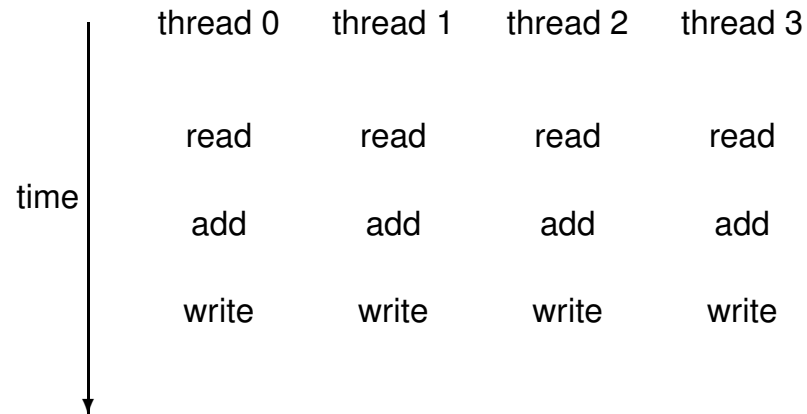 thread 0 thread 1 thread 2 thread 3
read read read read
time
add add add add
write write write write